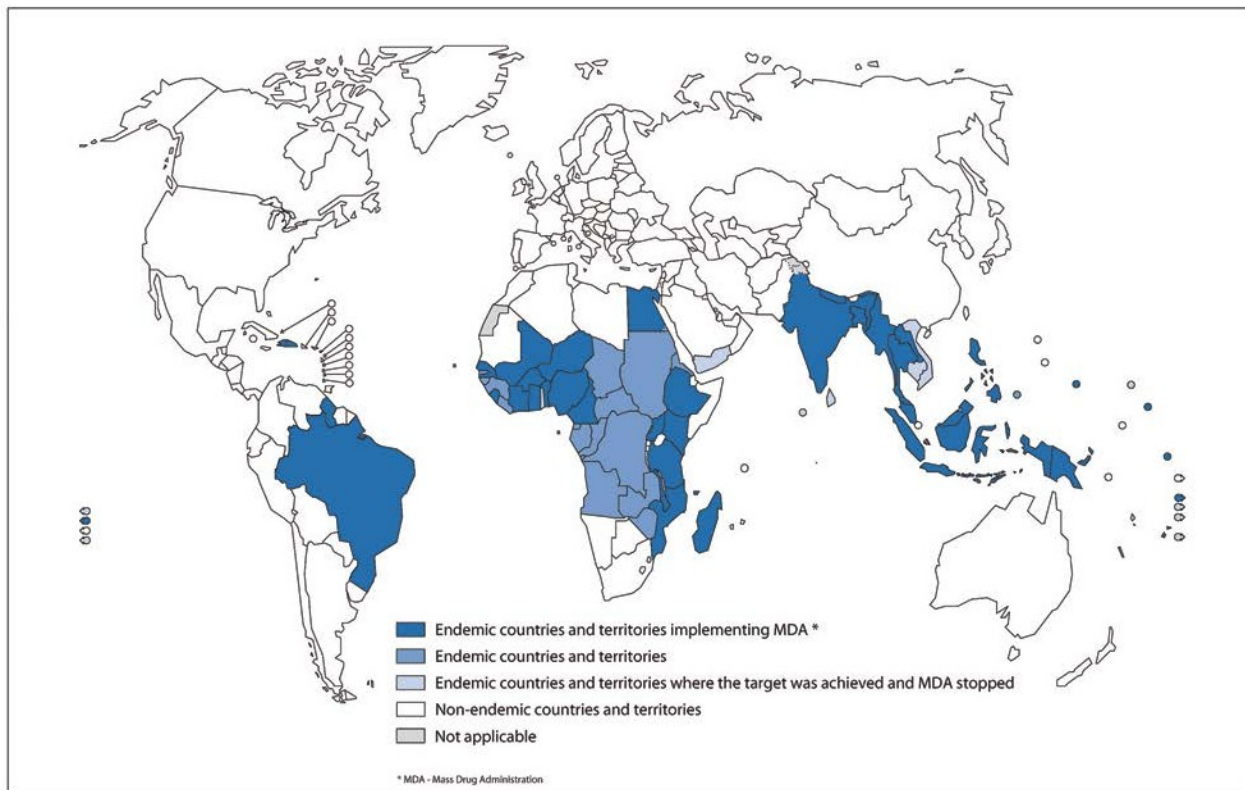 Endemic countries and territories implementing MDA *
Endemic countries and territories
Endemic countries and territories where the target was achieved and MDA stopped
Non-endemic countries and territories
Not applicable
* MDA - Mass Drug Administration